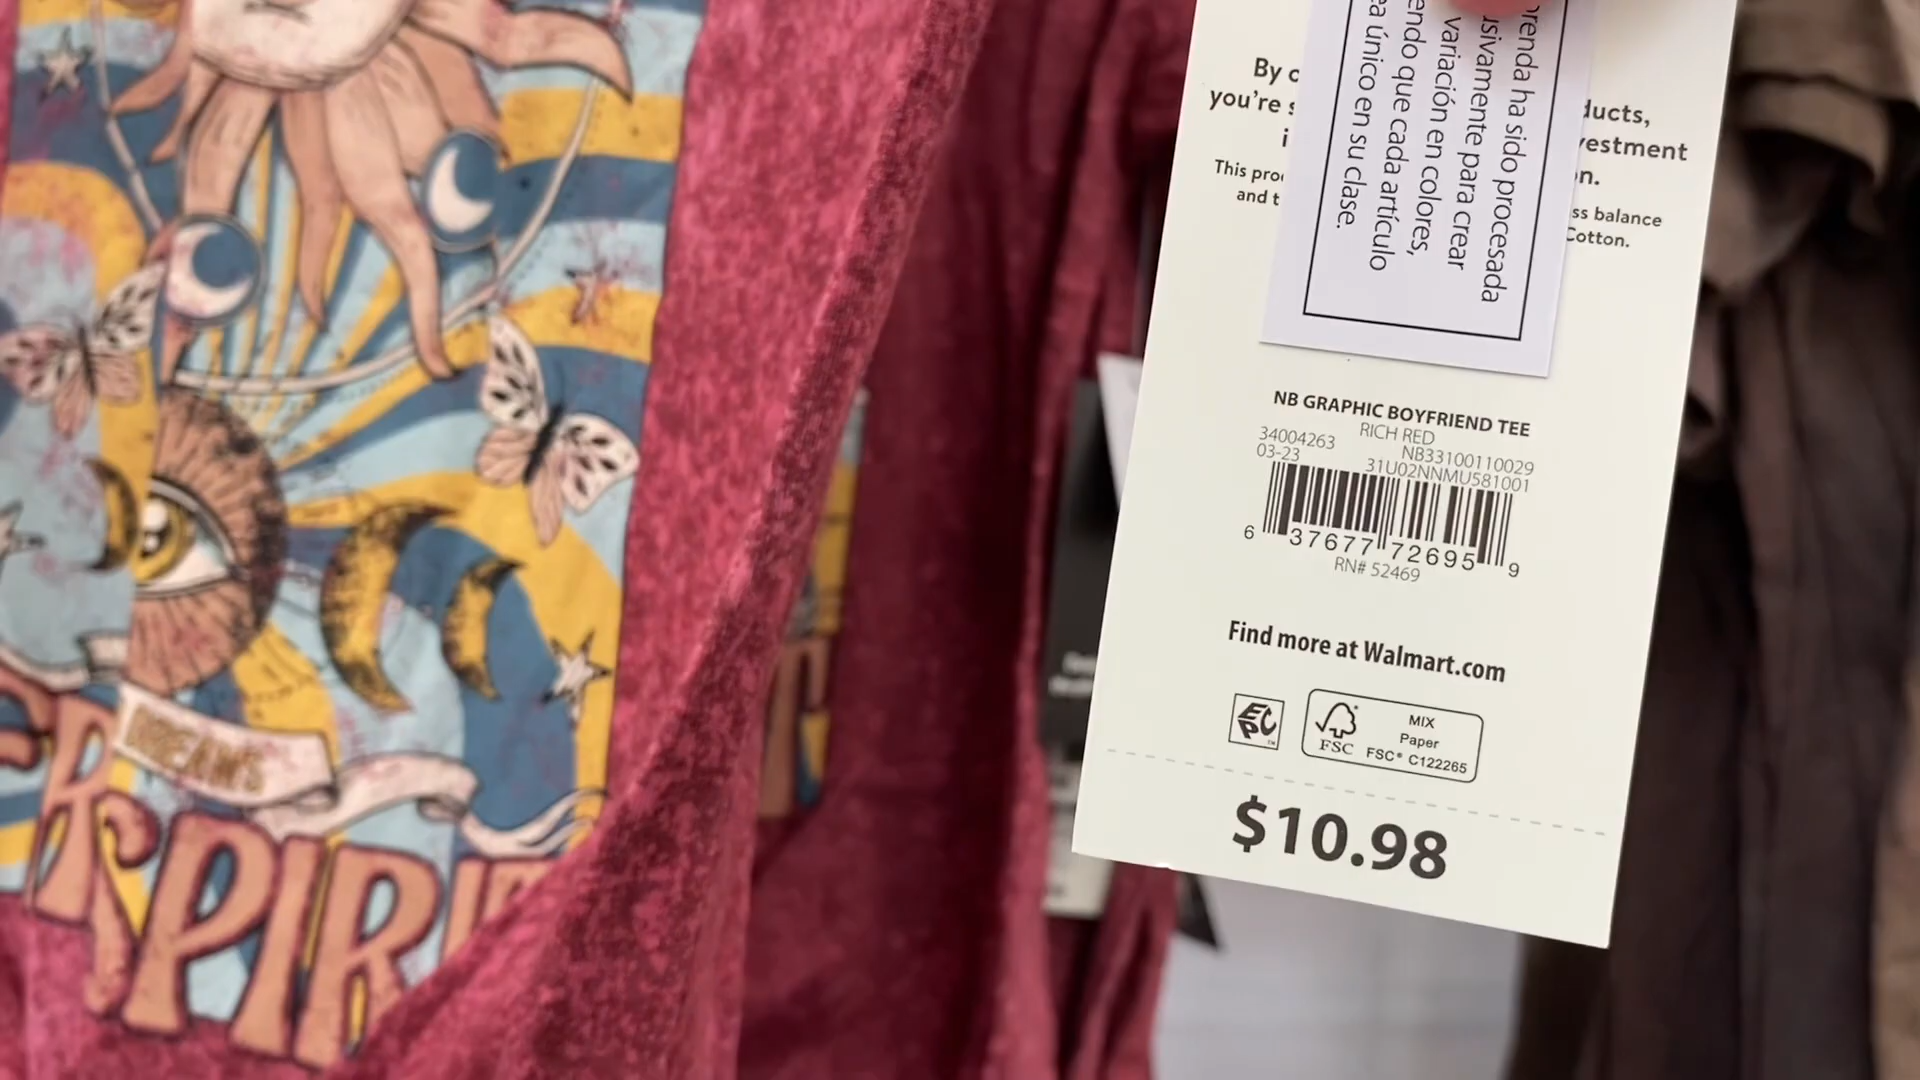 DREAMS
ER SPIRI
By
you're
This
and t
ducts,
vestment
n.
ss balance
Cotton.
prenda ha sido procesada
usivamente para crear
variación en colores,
endo que cada artículo
ea único en su clase.
NB GRAPHIC BOYFRIEND TEE
RICH RED
34004263
NB33100110029
03-23
31U02NNMU581001
6 37677 72695 9
RN# 52469
Find more at Walmart.com
EPC
FSC
MIX
Paper
FSC® C122265
$10.98